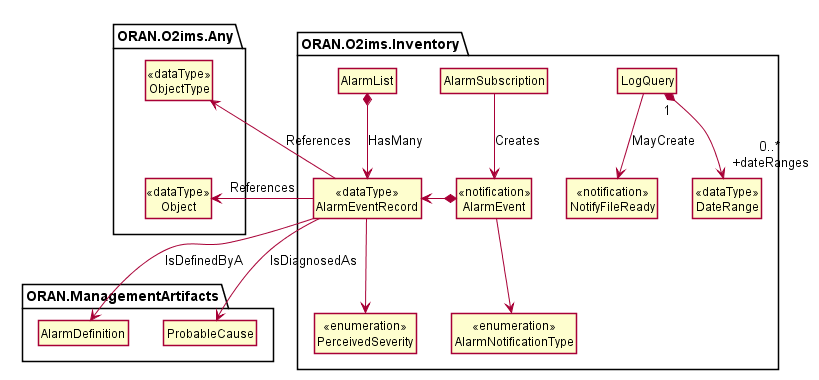 ORAN.O2ims.Any
ORAN.O2ims.Inventory
«dataType»
ObjectType
AlarmList
AlarmSubscription
LogQuery
1
References
HasMany
Creates
MayCreate
0..*
+dateRanges
«dataType»
Object
References
«dataType»
AlarmEventRecord
«notification»
AlarmEvent
«notification»
NotifyFileReady
«dataType»
DateRange
IsDefinedByA
IsDiagnosedAs
ORAN.ManagementArtifacts
AlarmDefinition
ProbableCause
«enumeration»
PerceivedSeverity
«enumeration»
AlarmNotificationType